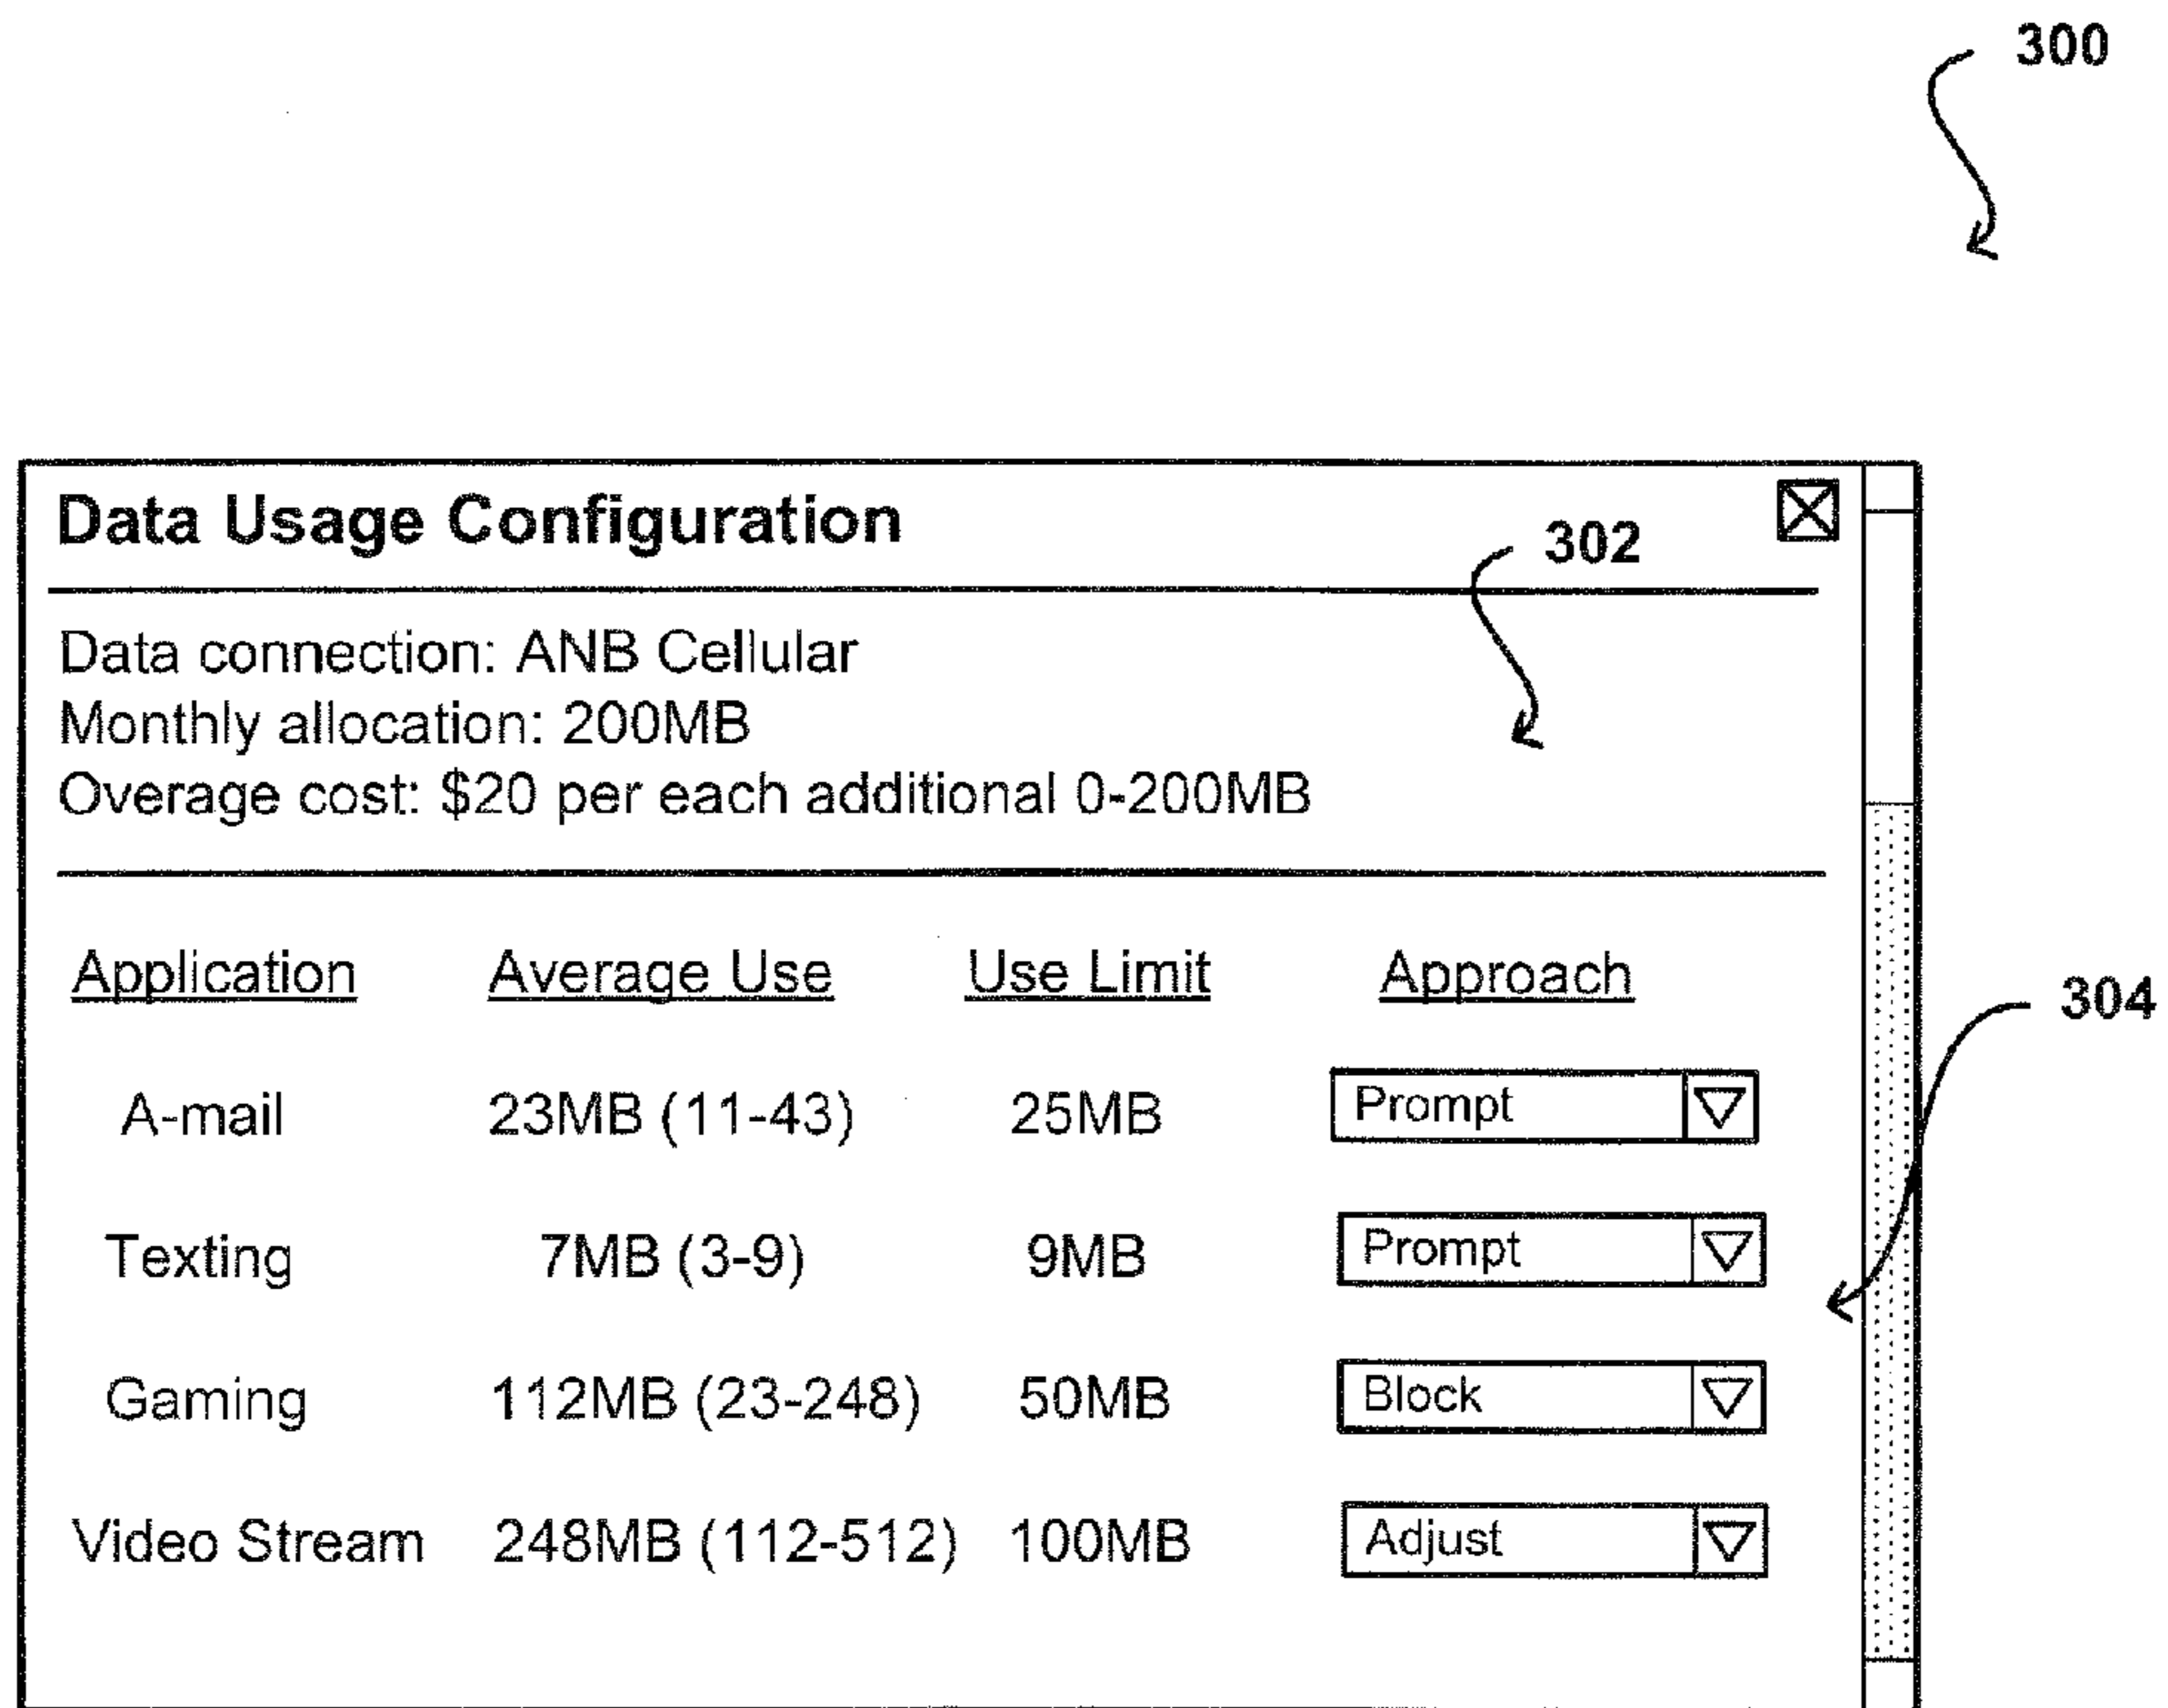 300
Data Usage Configuration
302
Data connection: ANB Cellular
Monthly allocation: 200MB
Overage cost: $20 per each additional 0-200MB
Application Average Use Use Limit Approach
304
A-mail 23MB (11-43) 25MB Prompt
Texting 7MB (3-9) 9MB Prompt
Gaming 112MB (23-248) 50MB Block
Video Stream 248MB (112-512) 100MB Adjust